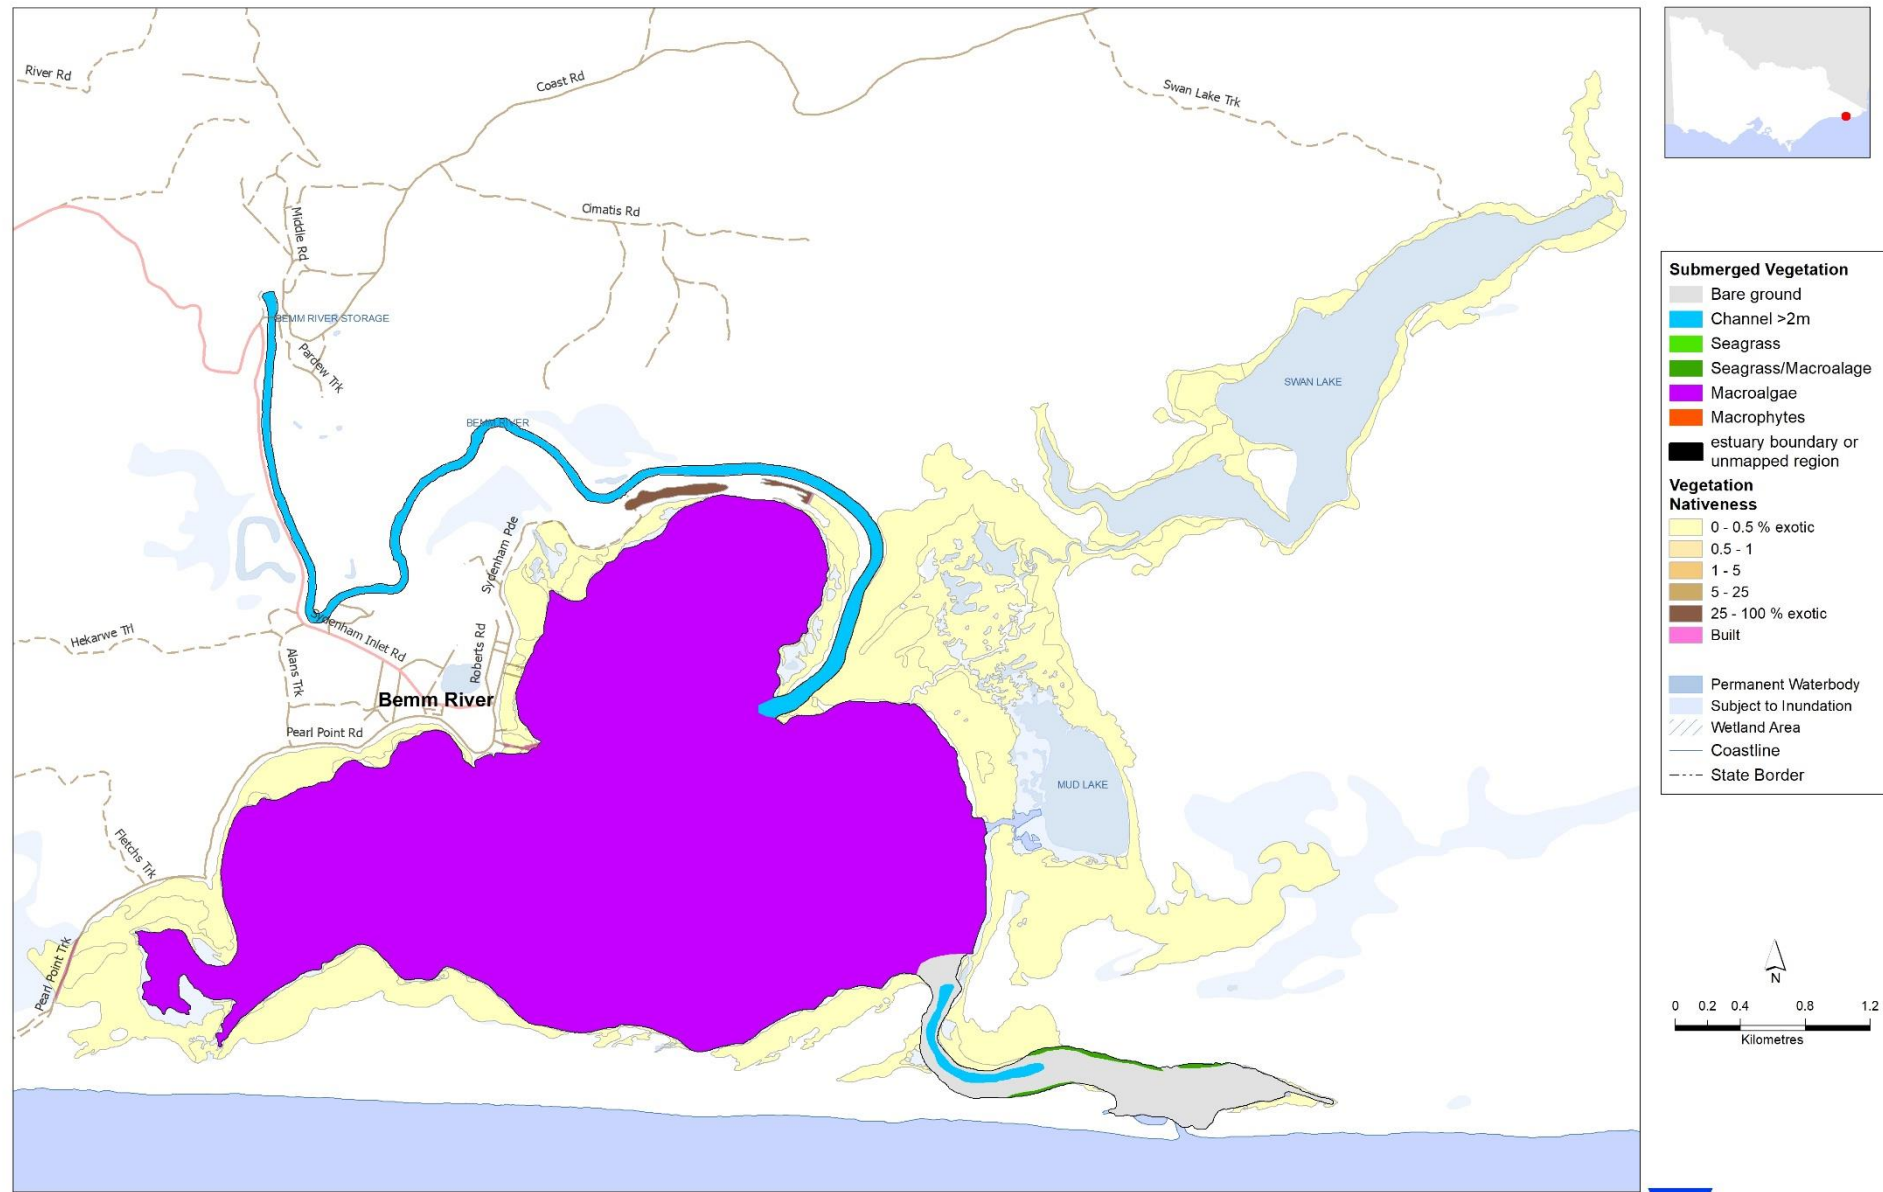 River Rd
Coast Rd
Swan Lake Trk
Middle Rd
Cimatis Rd
BEMM RIVER STORAGE
Pardew Trk
SWAN LAKE
BEMM RIVER
Sydenham Pde
Sydenham Inlet Rd
Hekarwe Trl
Alans Trk
Roberts Rd
Bemm River
Pearl Point Rd
MUD LAKE
Fletchs Trk
Pearl Point Trk
Submerged Vegetation
Bare ground
Channel >2m
Seagrass
Seagrass/Macroalage
Macroalgae
Macrophytes
estuary boundary or
unmapped region
Vegetation
Nativeness
0 - 0.5 % exotic
0.5 - 1
1 - 5
5 - 25
25 - 100 % exotic
Built
Permanent Waterbody
Subject to Inundation
Wetland Area
Coastline
State Border
N
0 0.2 0.4 0.8 1.2
Kilometres